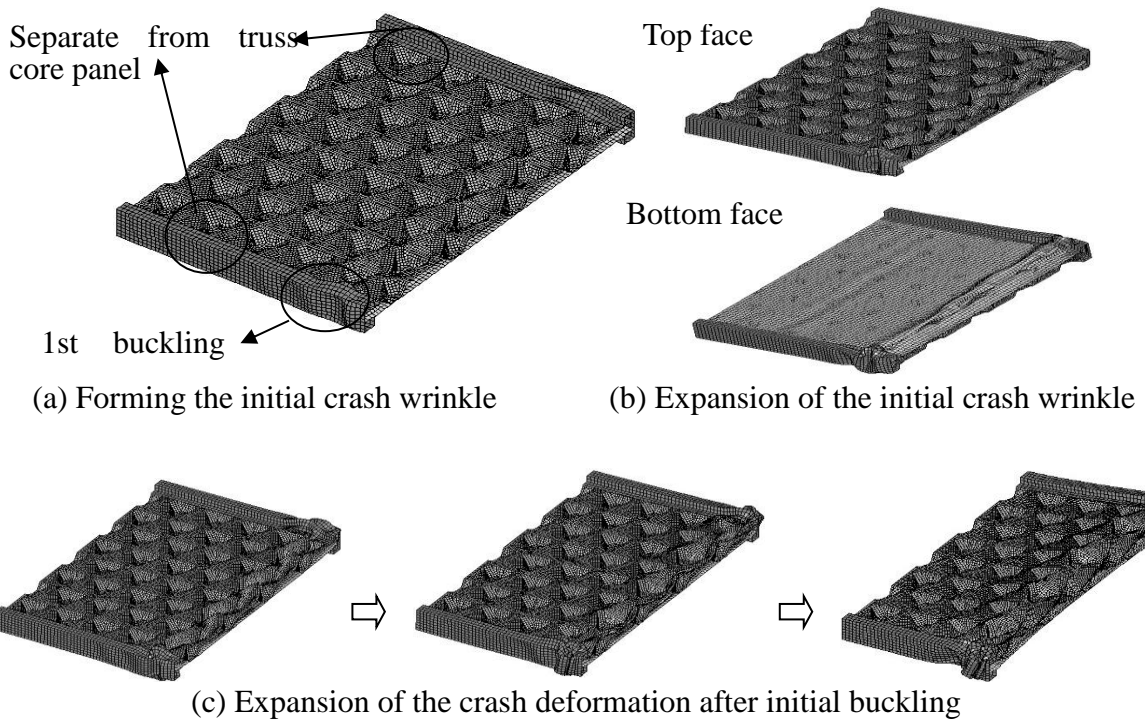 Separate from truss
core panel
1st buckling
(a) Forming the initial crash wrinkle
Top face
Bottom face
(b) Expansion of the initial crash wrinkle
(c) Expansion of the crash deformation after initial buckling